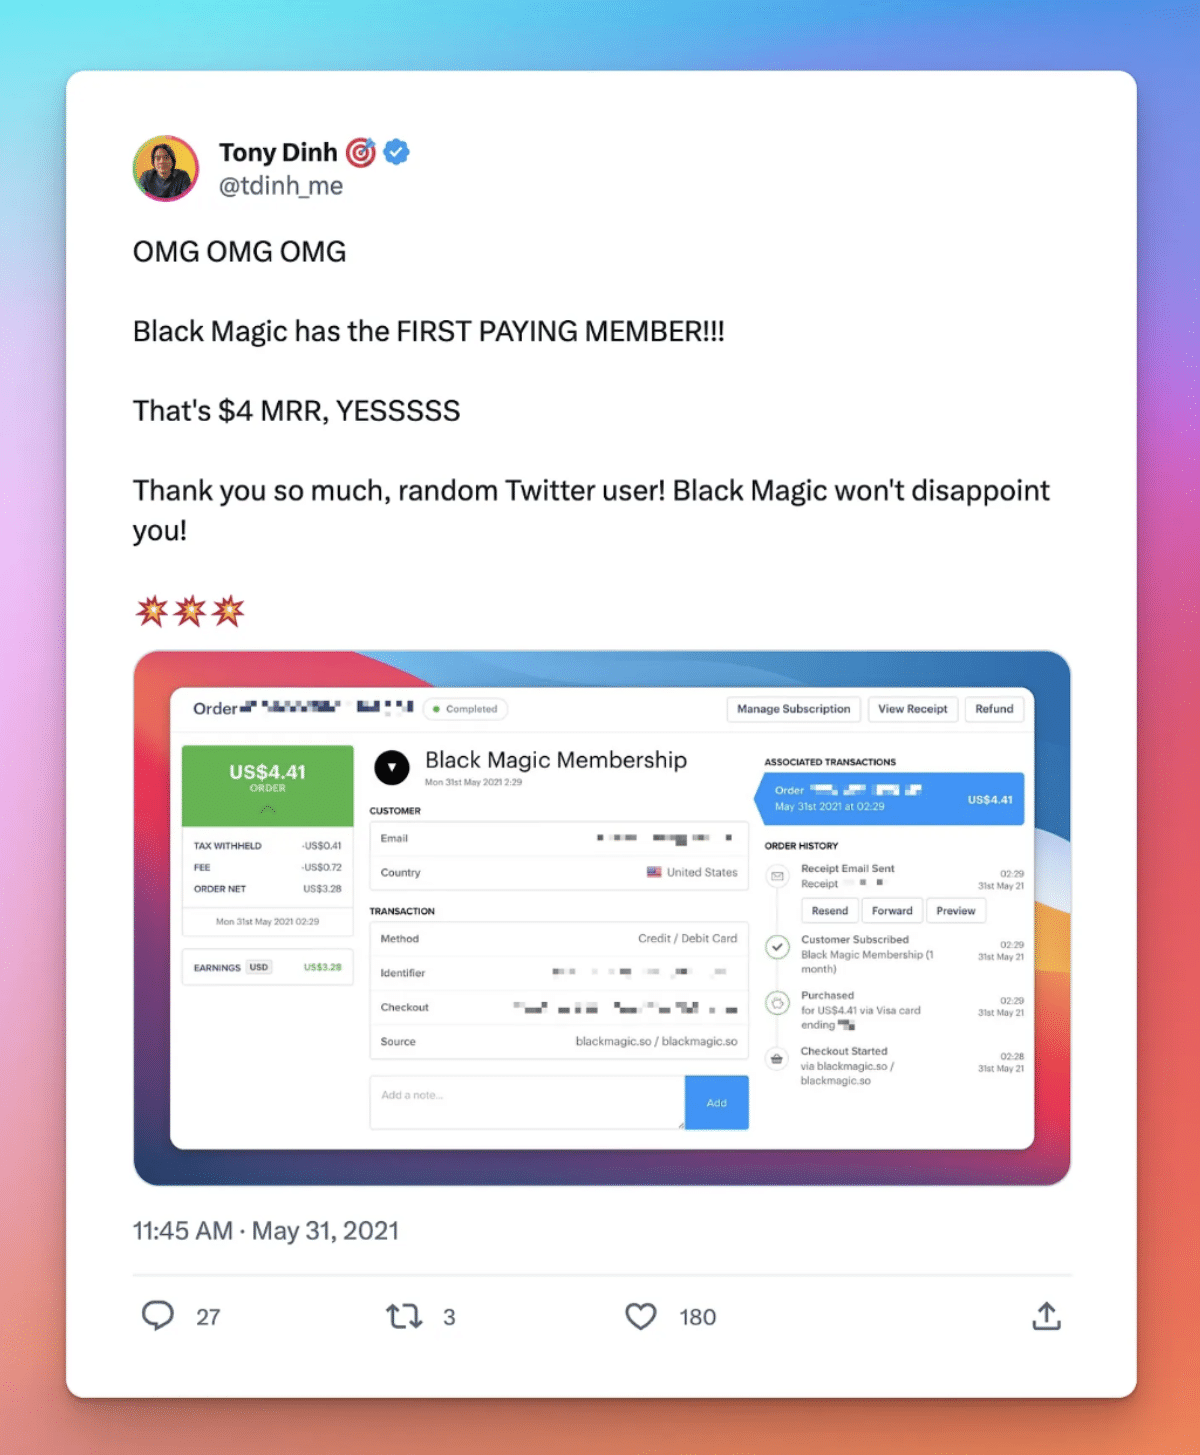 Tony Dinh
@tdinh_me
OMG OMG OMG
Black Magic has the FIRST PAYING MEMBER!!!
That's $4 MRR, YESSSSS
Thank you so much, random Twitter user! Black Magic won't disappoint
you!
Order
Completed
Manage Subscription
View Receipt
Refund
US$4.41
ORDER
TAX WITHHELD -US$0.41
FEE -US$0.72
ORDER NET US$3.28
Mon 31st May 2021 02:29
EARNINGS USD US$3.28
Black Magic Membership
Mon 31st May 2021 2:29
CUSTOMER
Email
Country United States
TRANSACTION
Method Credit / Debit Card
Identifier
Checkout
Source blackmagic.so / blackmagic.so
Add a note...
Add
ASSOCIATED TRANSACTIONS
Order
May 31st 2021 at 02:29
US$4.41
ORDER HISTORY
Receipt Email Sent 02:29
Receipt 31st May 21
Resend Forward Preview
Customer Subscribed 02:29
Black Magic Membership (1 31st May 21
month)
Purchased 02:29
for US$4.41 via Visa card 31st May 21
ending
Checkout Started 02:28
via blackmagic.so / 31st May 21
blackmagic.so
11:45 AM · May 31, 2021
27 3 180